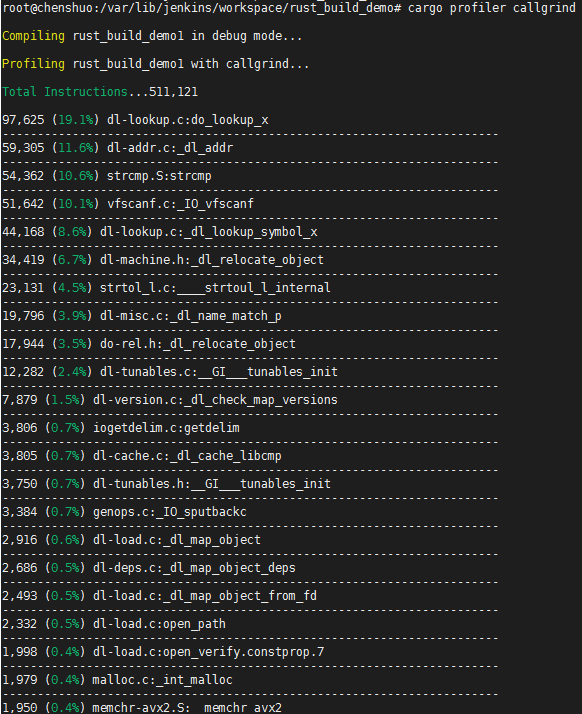 root@chenshuo:/var/lib/jenkins/workspace/rust_build_demo# cargo profiler callgrind
Compiling rust_build_demo1 in debug mode...
Profiling rust_build_demo1 with callgrind...
Total Instructions...511,121
97,625 (19.1%) dl-lookup.c:do_lookup_x
-----------------------------------------------------------------------
59,305 (11.6%) dl-addr.c:_dl_addr
-----------------------------------------------------------------------
54,362 (10.6%) strcmp.S:strcmp
-----------------------------------------------------------------------
51,642 (10.1%) vfscanf.c:_IO_vfscanf
-----------------------------------------------------------------------
44,168 (8.6%) dl-lookup.c:_dl_lookup_symbol_x
-----------------------------------------------------------------------
34,419 (6.7%) dl-machine.h:_dl_relocate_object
-----------------------------------------------------------------------
23,131 (4.5%) strtol_l.c:____strtoul_l_internal
-----------------------------------------------------------------------
19,796 (3.9%) dl-misc.c:_dl_name_match_p
-----------------------------------------------------------------------
17,944 (3.5%) do-rel.h:_dl_relocate_object
-----------------------------------------------------------------------
12,282 (2.4%) dl-tunables.c:__GI___tunables_init
-----------------------------------------------------------------------
7,879 (1.5%) dl-version.c:_dl_check_map_versions
-----------------------------------------------------------------------
3,806 (0.7%) iogetdelim.c:getdelim
-----------------------------------------------------------------------
3,805 (0.7%) dl-cache.c:_dl_cache_libcmp
-----------------------------------------------------------------------
3,750 (0.7%) dl-tunables.h:__GI___tunables_init
-----------------------------------------------------------------------
3,384 (0.7%) genops.c:_IO_sputbackc
-----------------------------------------------------------------------
2,916 (0.6%) dl-load.c:_dl_map_object
-----------------------------------------------------------------------
2,686 (0.5%) dl-deps.c:_dl_map_object_deps
-----------------------------------------------------------------------
2,493 (0.5%) dl-load.c:_dl_map_object_from_fd
-----------------------------------------------------------------------
2,332 (0.5%) dl-load.c:open_path
-----------------------------------------------------------------------
1,998 (0.4%) dl-load.c:open_verify.constprop.7
-----------------------------------------------------------------------
1,979 (0.4%) malloc.c:_int_malloc
-----------------------------------------------------------------------
1,950 (0.4%) memchr-avx2.S:__memchr_avx2